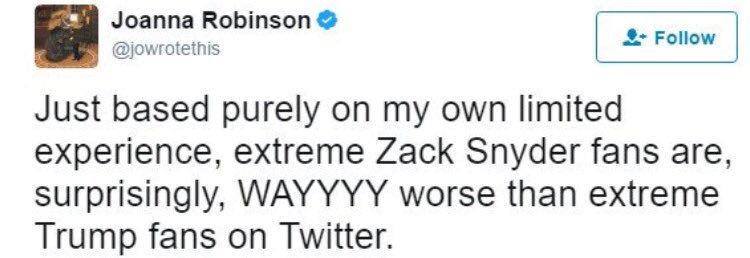 Joanna Robinson
@jowrotethis
Follow
Just based purely on my own limited
experience, extreme Zack Snyder fans are,
surprisingly, WAYYYY worse than extreme
Trump fans on Twitter.